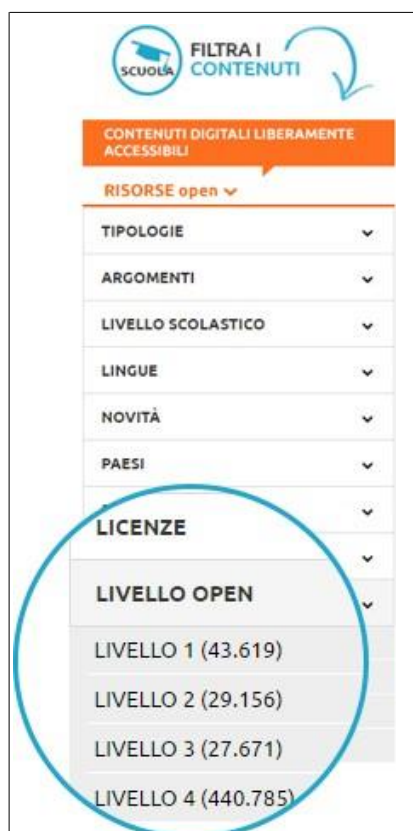 SCUOLA
FILTRA I
CONTENUTI
CONTENUTI DIGITALI LIBERAMENTE
ACCESSIBILI
RISORSE open
TIPOLOGIE
ARGOMENTI
LIVELLO SCOLASTICO
LINGUE
NOVITÀ
PAESI
LICENZE
LIVELLO OPEN
LIVELLO 1 (43.619)
LIVELLO 2 (29.156)
LIVELLO 3 (27.671)
LIVELLO 4 (440.785)